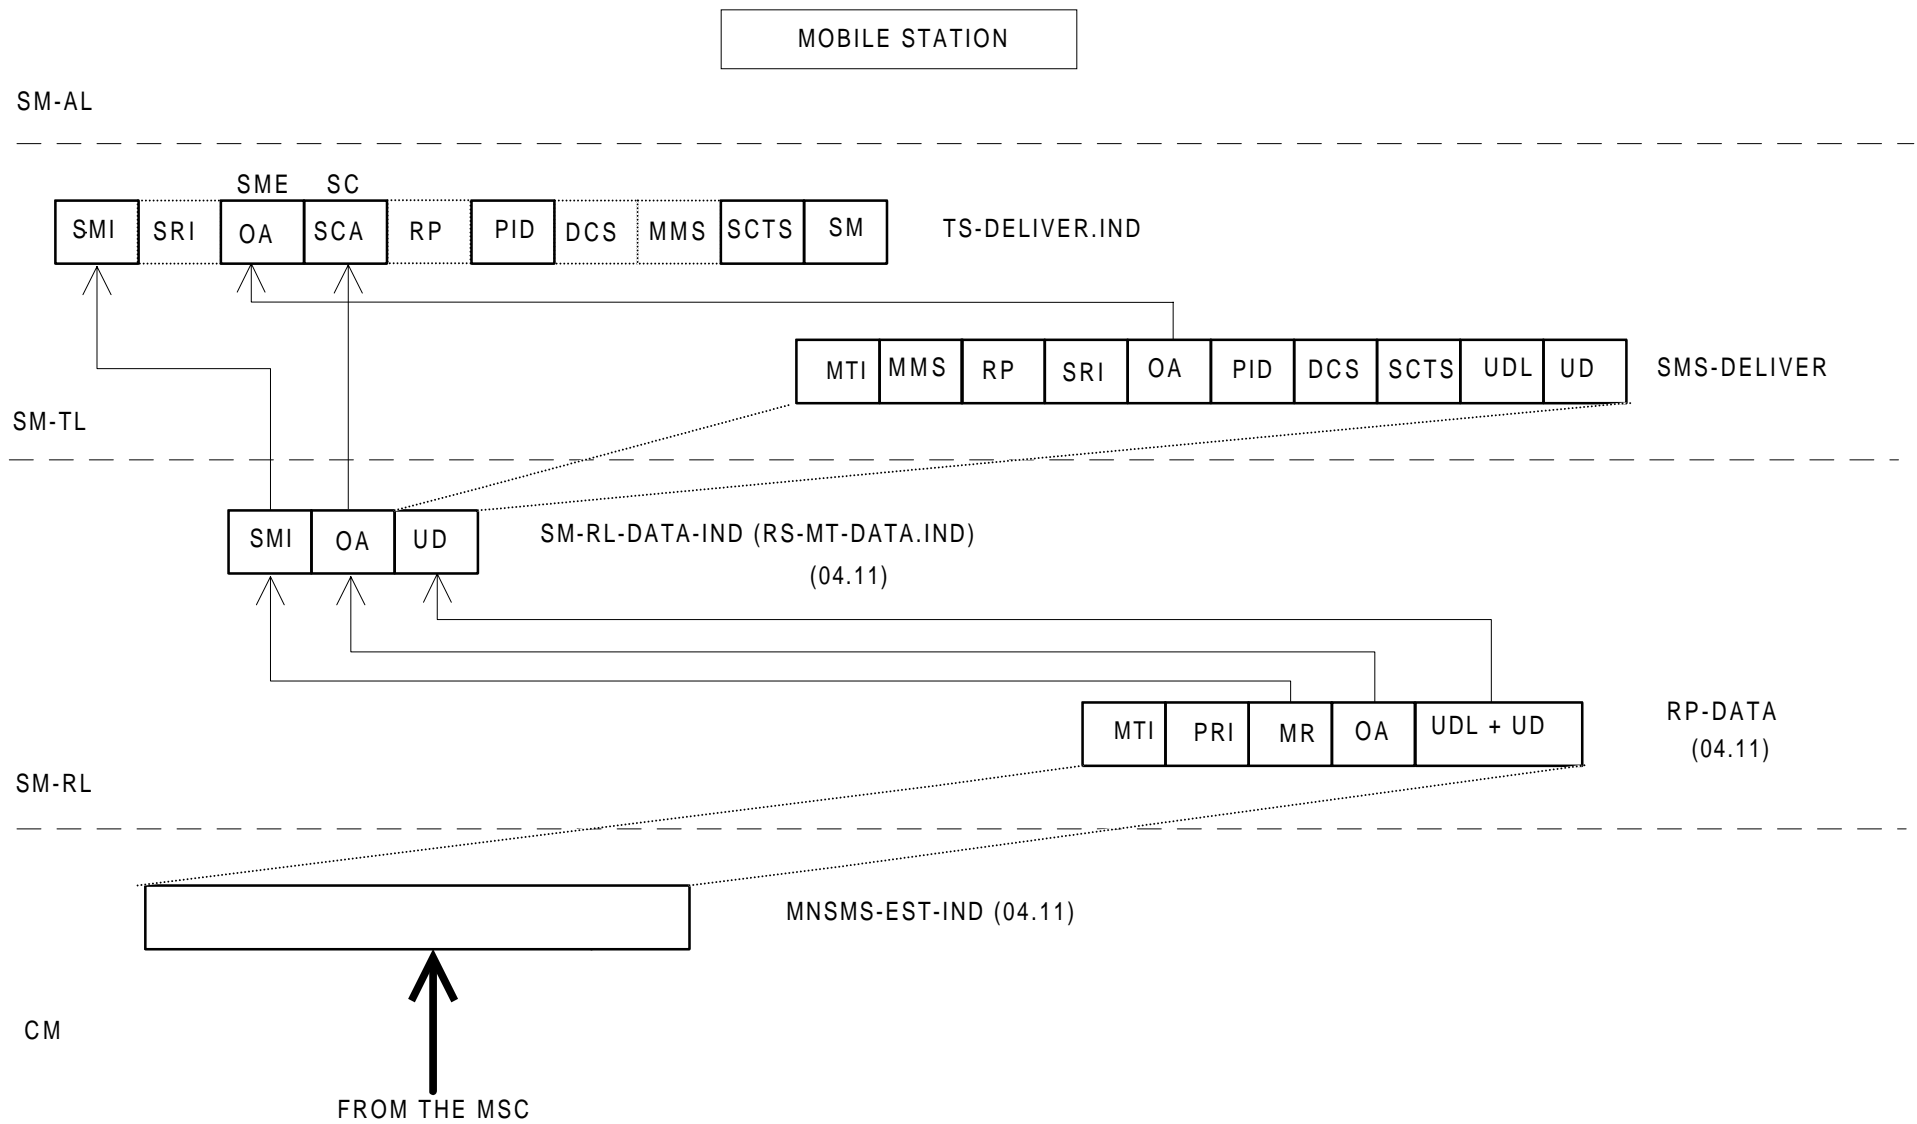 MOBILE STATION
SM-AL
SME SC
SMI SRI OA SCA RP PID DCS MMS SCTS SM TS-DELIVER.IND
MTI MMS RP SRI OA PID DCS SCTS UDL UD SMS-DELIVER
SM-TL
SMI OA UD SM-RL-DATA-IND (RS-MT-DATA.IND)
(04.11)
MTI PRI MR OA UDL + UD RP-DATA
(04.11)
SM-RL
MNSMS-EST-IND (04.11)
CM
FROM THE MSC